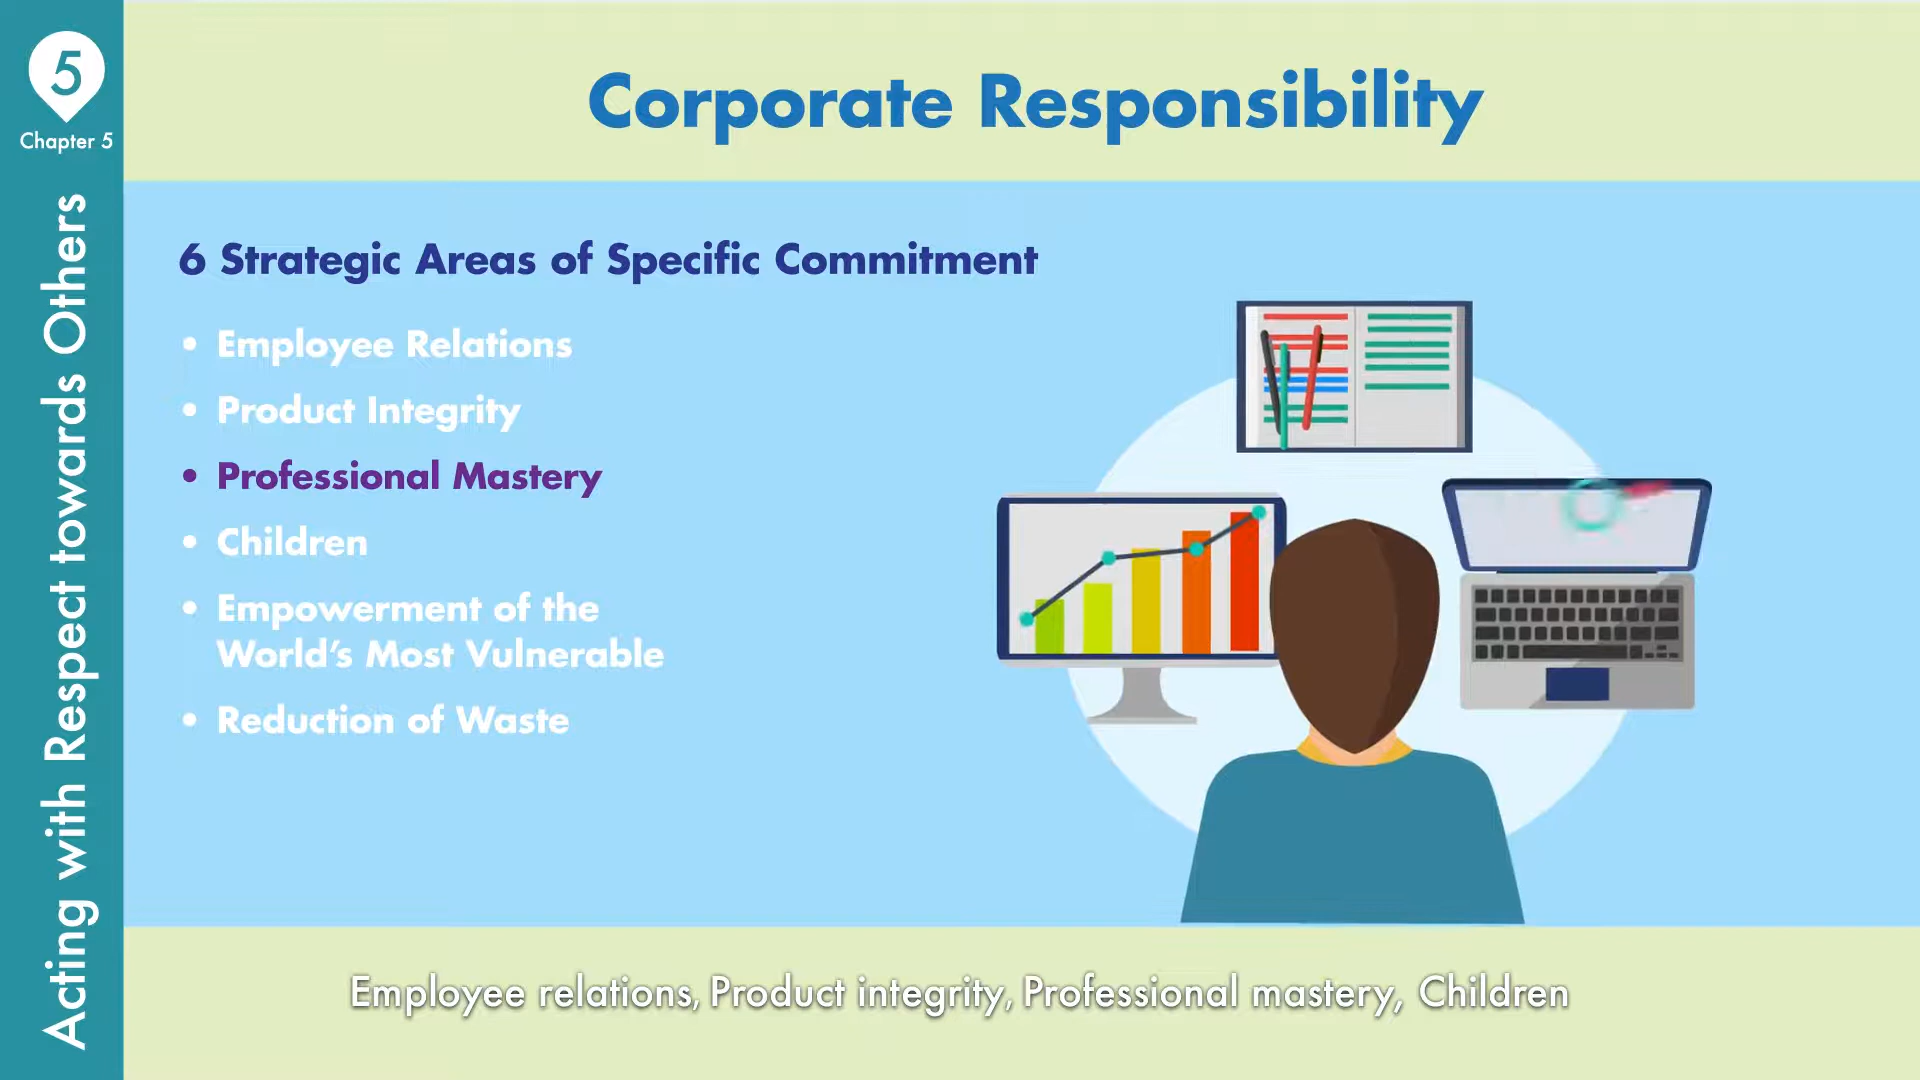 5
Chapter 5
Acting with Respect towards Others
Corporate Responsibility
6 Strategic Areas of Specific Commitment
• Employee Relations
• Product Integrity
• Professional Mastery
• Children
• Empowerment of the
World's Most Vulnerable
• Reduction of Waste
Employee relations, Product integrity, Professional mastery, Children